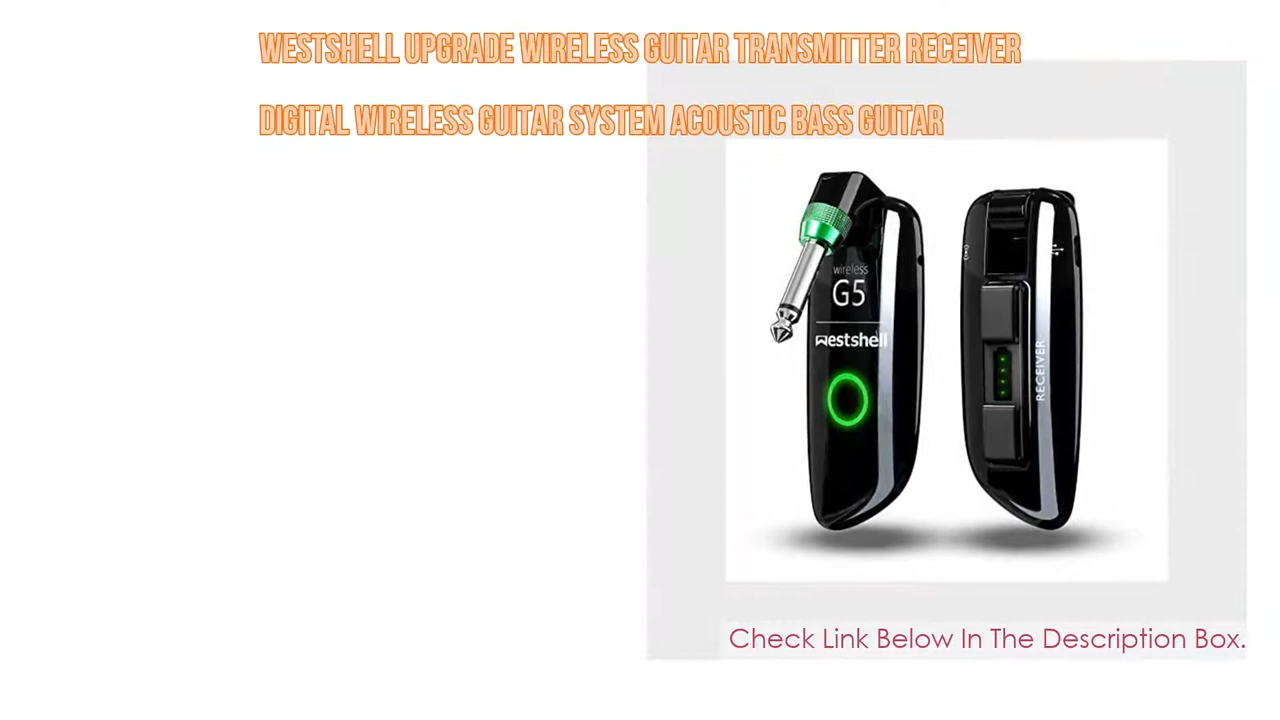 WESTSHELL UPGRADE WIRELESS GUITAR TRANSMITTER RECEIVER
DIGITAL WIRELESS GUITAR SYSTEM ACOUSTIC BASS GUITAR
wireless
G5
westshell
RECEIVER
Check Link Below In The Description Box.